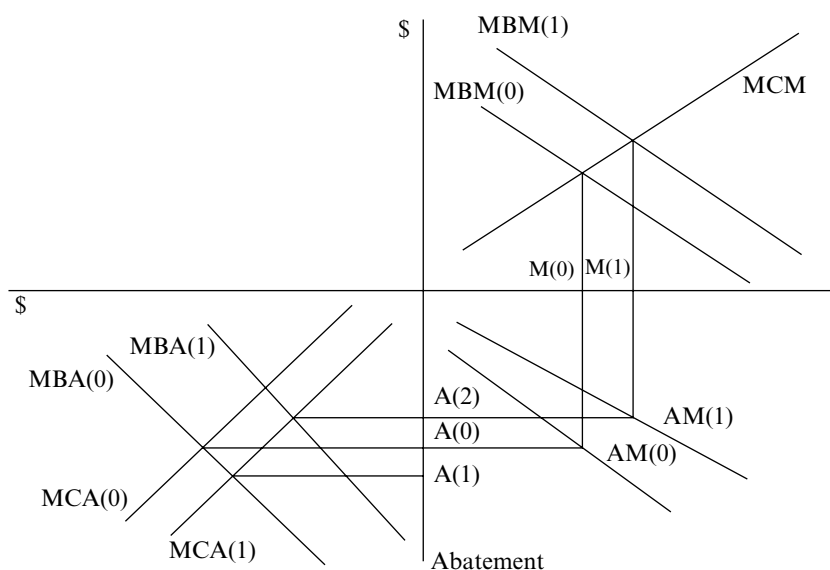 $
MBM(1)
MBM(0)
MCM
M(0)
M(1)
$
MBA(1)
MBA(0)
A(2)
A(0)
A(1)
AM(1)
AM(0)
MCA(0)
MCA(1)
Abatement